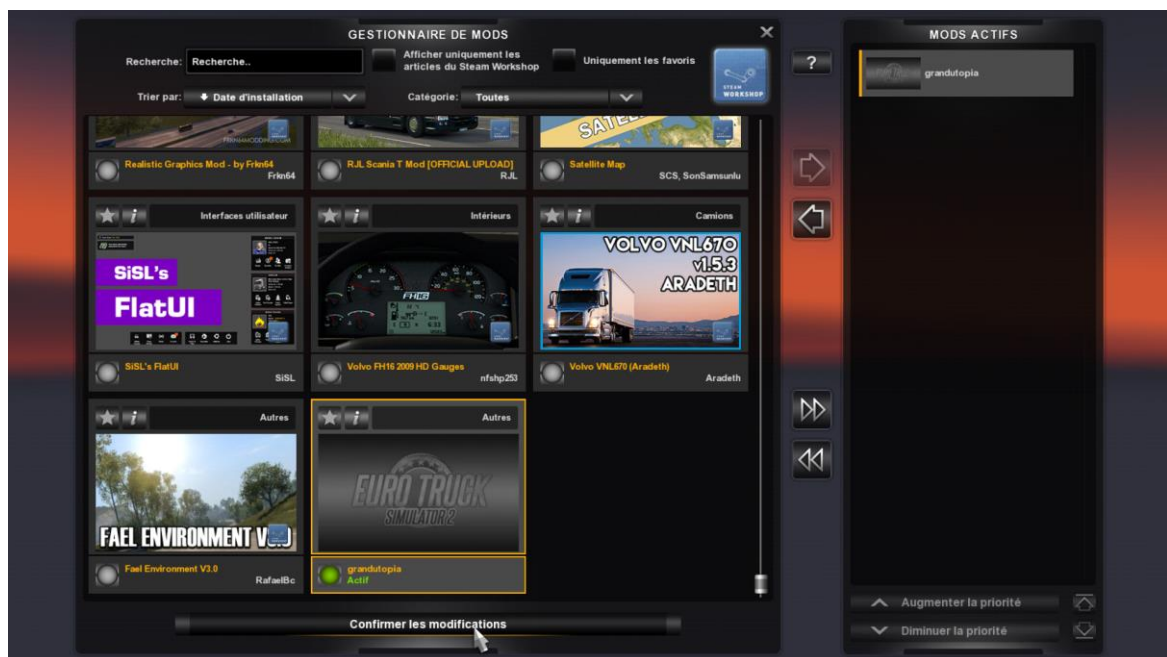 GESTIONNAIRE DE MODS
Recherche: Recherche..
Afficher uniquement les
articles du Steam Workshop
Uniquement les favoris
STEAM
WORKSHOP
Trier par: Date d'installation
Catégorie: Toutes
Realistic Graphics Mod - by Frkn64
Frkn64
RJL Scania T Mod [OFFICIAL UPLOAD]
RJL
Satellite Map
SCS, SonSamsunlu
Interfaces utilisateur
SiSL's
FlatUI
SiSL's FlatUI
SiSL
Intérieurs
FH16
Volvo FH16 2009 HD Gauges
nfshp253
Camions
VOLVO VNL670
v1.5.3
ARADETH
Volvo VNL670 (Aradeth)
Aradeth
Autres
FAEL ENVIRONMENT
Fael Environment V3.0
RafaelBc
Autres
EURO TRUCK
SIMULATOR 2
grandutopia
Actif
Confirmer les modifications
?
MODS ACTIFS
grandutopia
Augmenter la priorité
Diminuer la priorité